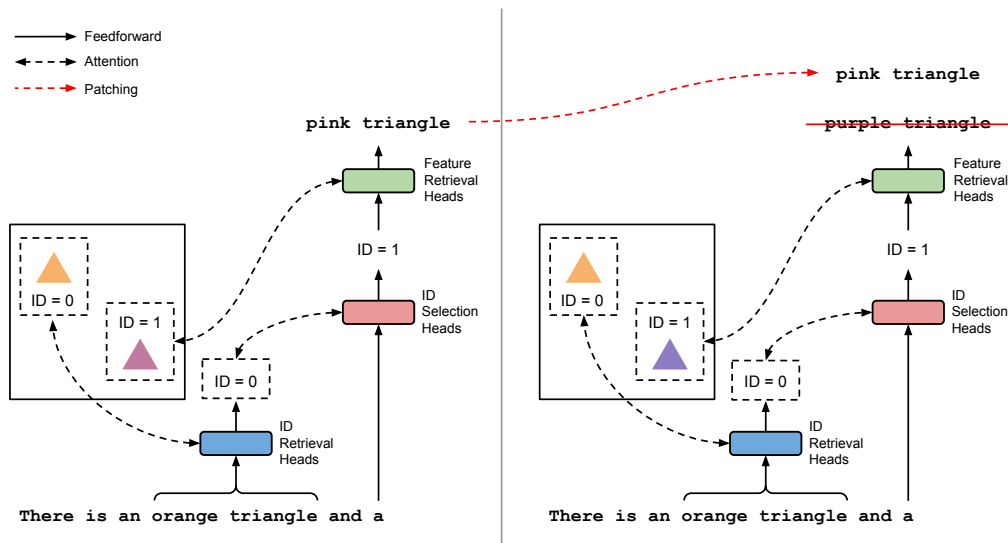 Feedforward
Attention
Patching
pink triangle
Feature
Retrieval
Heads
ID = 1
ID = 0
ID = 1
ID
Selection
Heads
ID = 0
ID
Retrieval
Heads
There is an orange triangle and a
pink triangle
purple triangle
Feature
Retrieval
Heads
ID = 1
ID = 0
ID = 1
ID
Selection
Heads
ID = 0
ID
Retrieval
Heads
There is an orange triangle and a